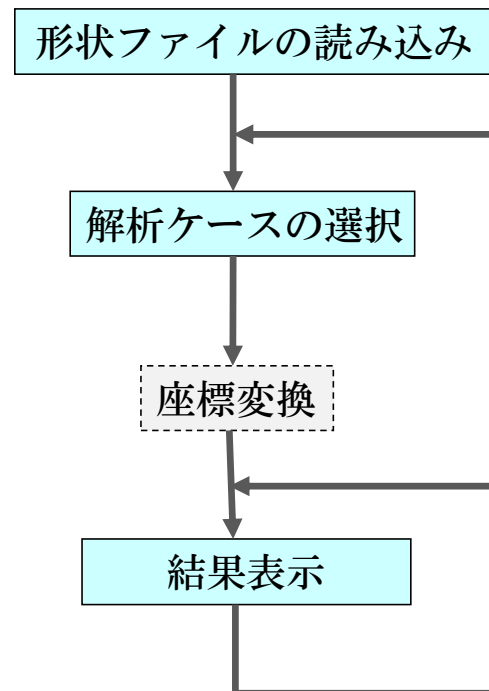 形状ファイルの読み込み
解析ケースの選択
座標変換
結果表示